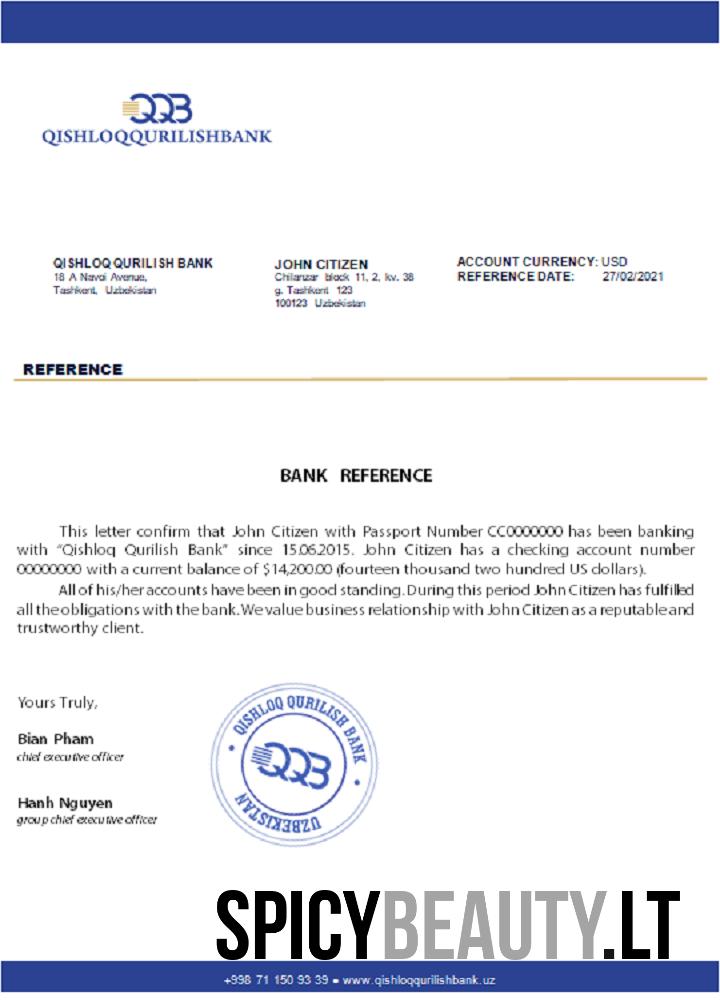 QQB
QISHLOQQURILISHBANK
QISHLOQ QURILISH BANK
18 A Navoi Avenue,
Tashkent, Uzbekistan
JOHN CITIZEN
Chilanzar block 11, 2, kv. 38
g. Tashkent 123
100123 Uzbekistan
ACCOUNT CURRENCY: USD
REFERENCE DATE: 27/02/2021
REFERENCE
BANK REFERENCE
This letter confirm that John Citizen with Passport Number CC0000000 has been banking
with “Qishloq Qurilish Bank” since 15.06.2015. John Citizen has a checking account number
00000000 with a current balance of $14,200.00 (fourteen thousand two hundred US dollars).
All of his/her accounts have been in good standing. During this period John Citizen has fulfilled
all the obligations with the bank. We value business relationship with John Citizen as a reputable and
trustworthy client.
Yours Truly,
Bian Pham
chief executive officer
Hanh Nguyen
group chief executive officer
QISHLOQ QURILISH BANK
QQB
UZBEKISTAN
SPICYBEAUTY.LT
+998 71 150 93 39 • www.qishloqqurilishbank.uz